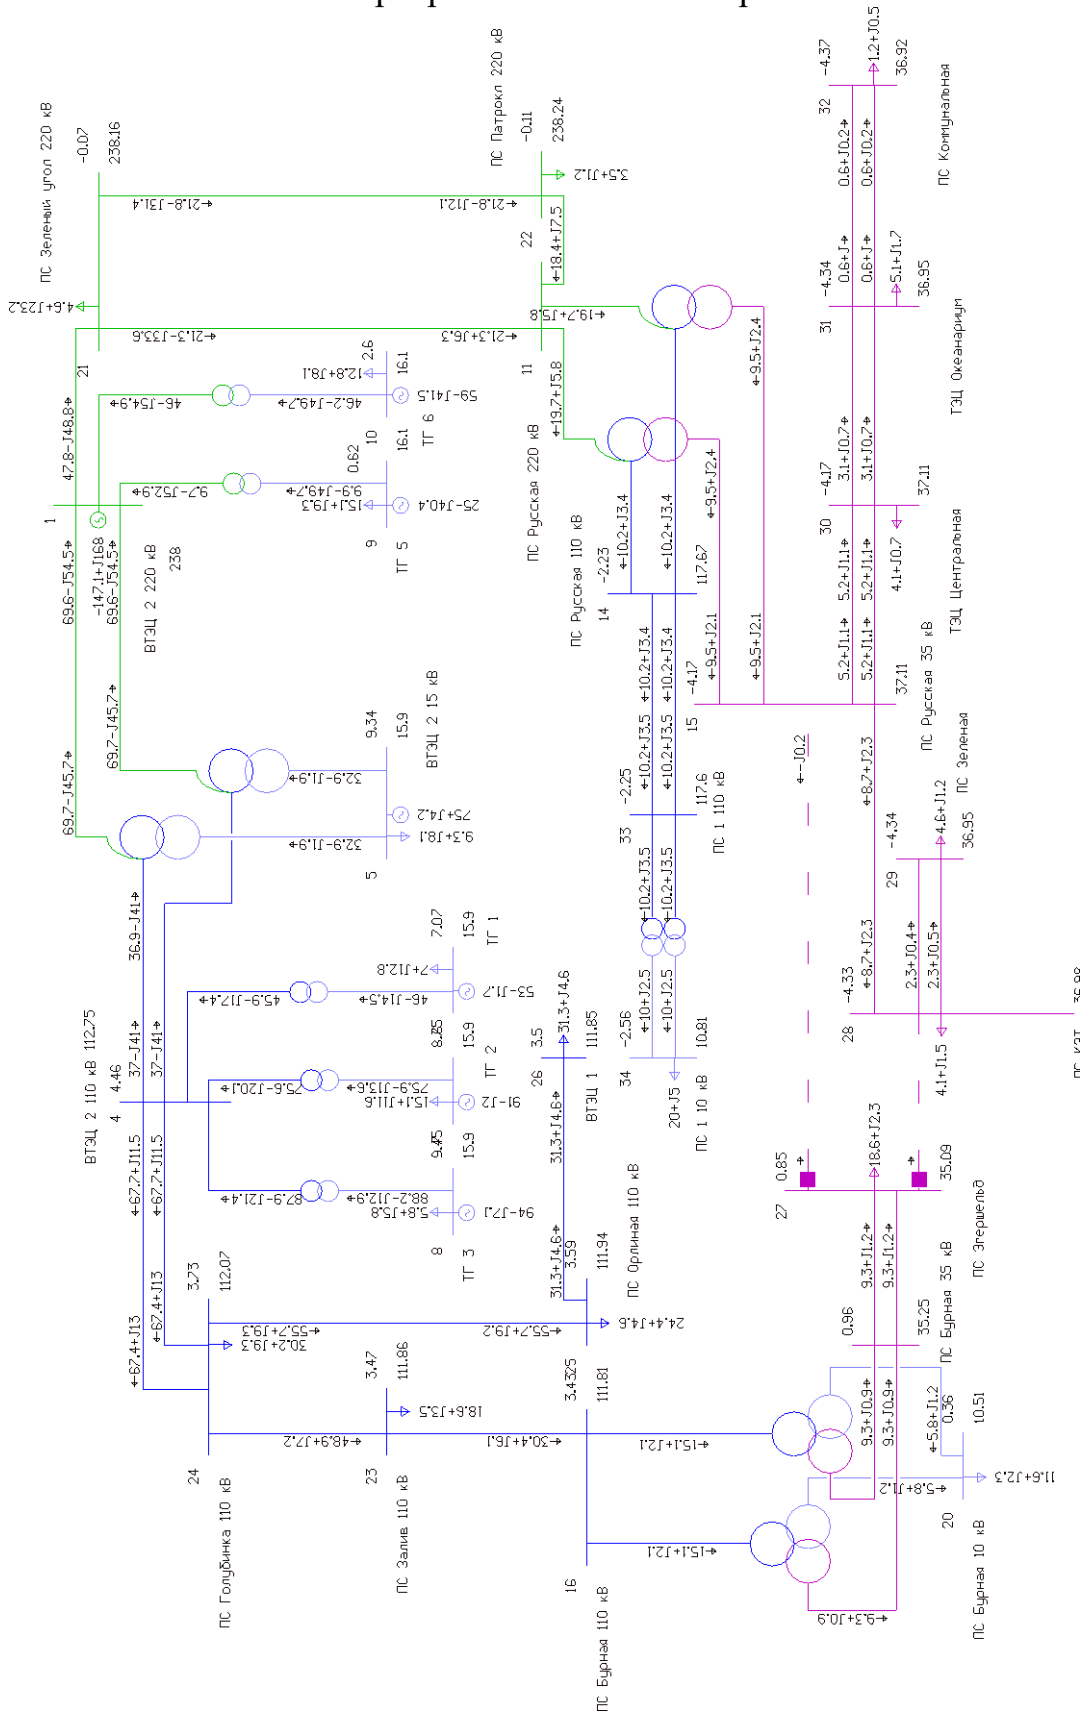 ПС Зеленый угол 220 кВ
-0.07
238.16
4.6+J23.2
21
21.8-J31.4
21.3-J33.6
47.8-J48.8
1
69.6-J54.5
69.6-J54.5
-147.1+J168
ВТЭЦ 2 220 кВ
238
46-J54.9
9.7-J52.9
46.2-J49.7
9.9-J49.7
2.6
12.8+J8.1
16.1
59-J41.5
10
ТГ 6
0.62
15.1+J9.3
16.1
25-J40.4
9
ТГ 5
ПС Патрокл 220 кВ
-0.11
238.24
3.5+J1.2
22
21.8-J12.1
18.4+J7.5
21.3+J6.3
11
ПС Русская 220 кВ
19.7+J5.8
19.7+J5.8
9.5+J2.4
9.5+J2.4
9.5+J2.4
9.5+J2.1
9.5+J2.1
10.2+J3.4
10.2+J3.4
ПС Русская 110 кВ
-2.23
14
117.67
10.2+J3.4
10.2+J3.4
10.2+J3.5
10.2+J3.5
-2.25
33
117.6
ПС 1 110 кВ
10.2+J3.5
10.2+J3.5
10+J2.5
10+J2.5
-2.56
34
10.81
20+J5
ПС 1 10 кВ
-4.37
32
1.2+J0.5
36.92
ПС Коммунальная
0.6+J0.2
0.6+J0.2
0.6+J
0.6+J
-4.34
31
5.1+J1.7
36.95
ТЭЦ Океанариум
3.1+J0.7
3.1+J0.7
-4.17
30
37.11
4.1+J0.7
ТЭЦ Центральная
5.2+J1.1
5.2+J1.1
5.2+J1.1
5.2+J1.1
-4.17
15
37.11
ПС Русская 35 кВ
-J0.2
8.7+J2.3
8.7+J2.3
ПС Зеленая
-4.34
29
4.6+J1.2
36.95
2.3+J0.4
2.3+J0.5
-4.33
28
4.1+J1.5
36.98
69.7-J45.7
69.7-J45.7
ВТЭЦ 2 15 кВ
9.34
15.9
32.9-J1.9
32.9-J1.9
75+J4.2
9.3+J8.1
5
36.9-J41
37-J41
37-J41
ВТЭЦ 2 110 кВ 112.75
4.46
4
45.9-J17.4
46-J14.5
7.07
15.9
ТГ 1
7+J12.8
53-J1.7
75.6-J20.1
75.9-J13.6
15.9
ТГ 2
15.1+J11.6
91-J2
87.9-J21.4
88.2-J12.9
15.9
5.8+J5.8
94-J7.1
8
ТГ 3
67.7+J11.5
67.7+J11.5
67.4+J13
67.4+J13
3.73
112.07
30.2+J9.3
24
ПС Голубинка 110 кВ
55.7+J9.3
55.7+J9.2
31.3+J4.6
31.3+J4.6
3.5
31.3+J4.6
26
111.85
ВТЭЦ 1
3.59
111.94
ПС Орлиная 110 кВ
24.4+J4.6
48.9+J7.2
3.47
111.86
18.6+J3.5
23
ПС Залив 110 кВ
30.4+J6.1
3.4325
111.81
16
ПС Бурная 110 кВ
15.1+J2.1
15.1+J2.1
0.85
27
18.6+J2.3
35.09
ПС Эгершельд
9.3+J1.2
9.3+J1.2
0.96
35.25
ПС Бурная 35 кВ
9.3+J0.9
9.3+J0.9
9.3+J0.9
5.8+J1.2
5.8+J1.2
0.36
10.51
11.6+J2.3
20
ПС Бурная 10 кВ